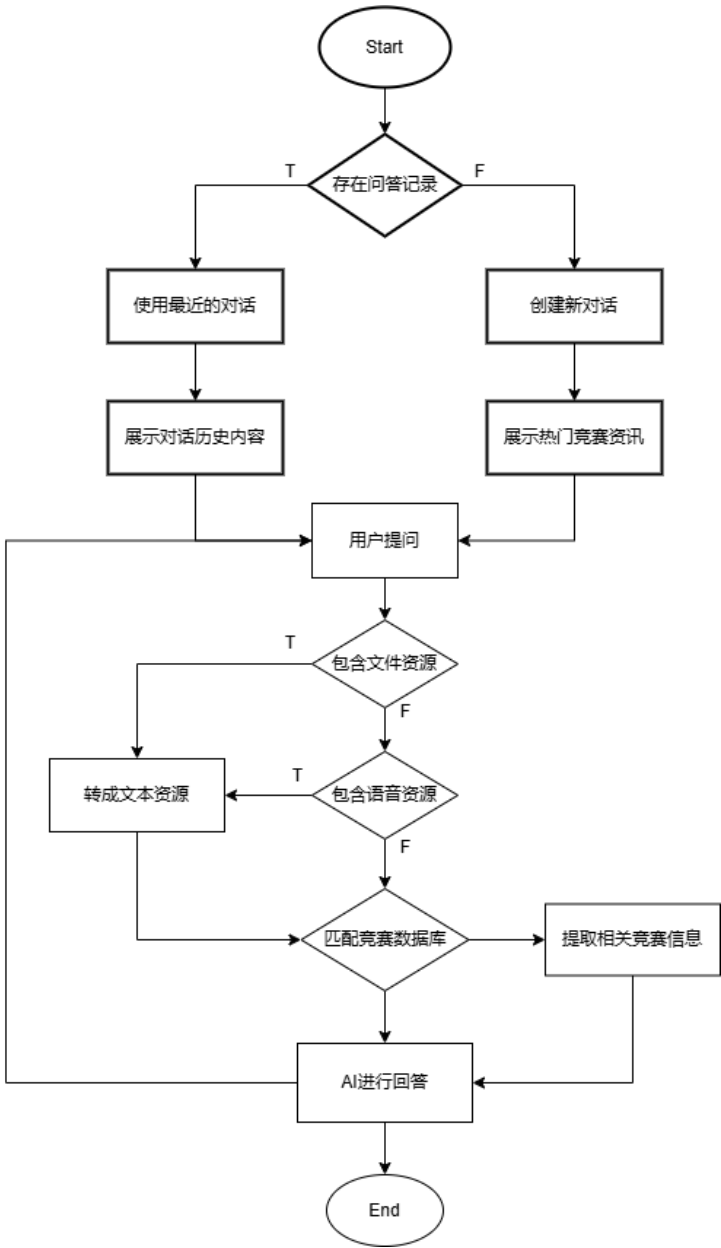 Start
存在问答记录
T
F
使用最近的对话
创建新对话
展示对话历史内容
展示热门竞赛资讯
用户提问
包含文件资源
T
F
转成文本资源
包含语音资源
T
F
匹配竞赛数据库
提取相关竞赛信息
AI进行回答
End